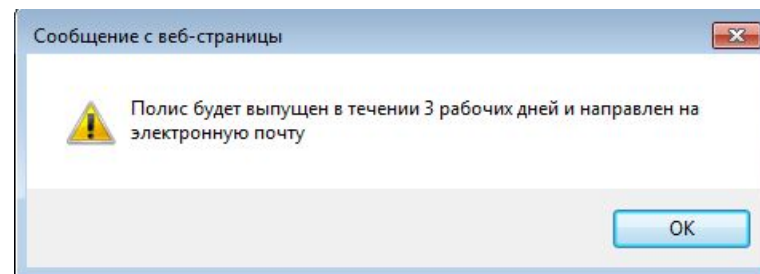 Сообщение с веб-страницы
Полис будет выпущен в течении 3 рабочих дней и направлен на
электронную почту
OK